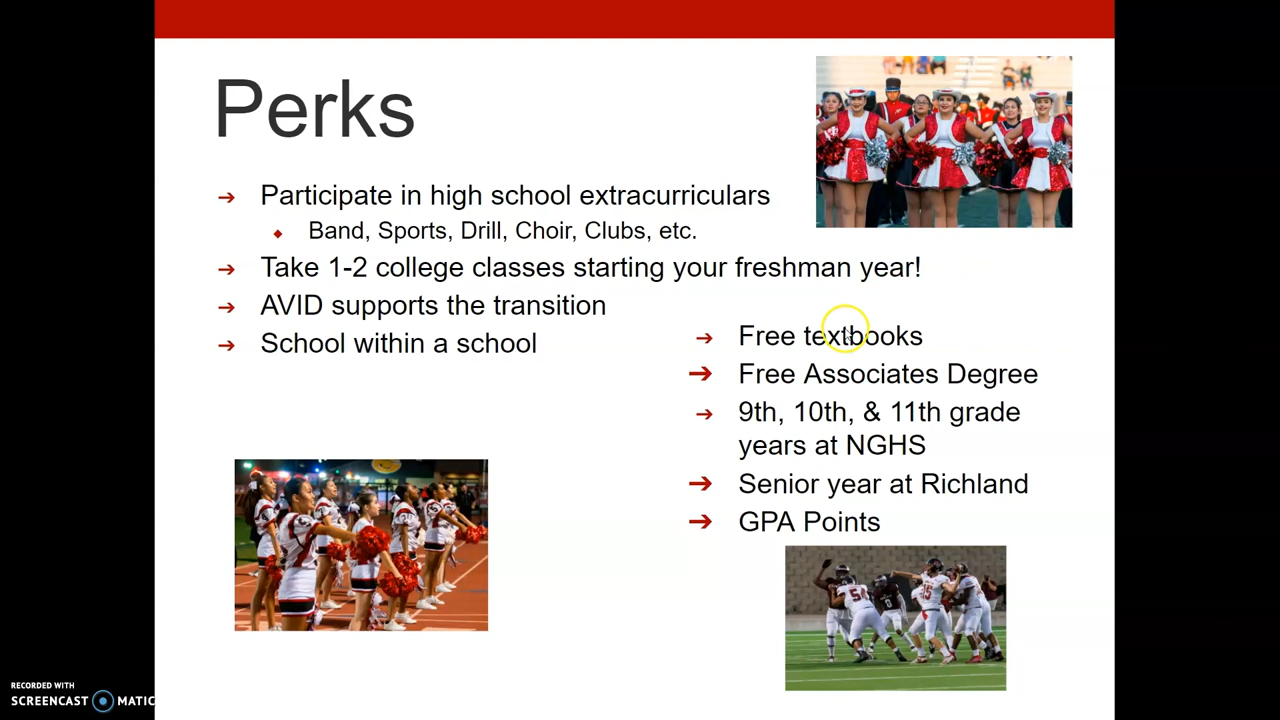 Perks
Participate in high school extracurriculars
Band, Sports, Drill, Choir, Clubs, etc.
Take 1-2 college classes starting your freshman year!
AVID supports the transition
School within a school
Free textbooks
Free Associates Degree
9th, 10th, & 11th grade
years at NGHS
Senior year at Richland
GPA Points
54
15
RECORDED WITH
SCREENCAST MATIC